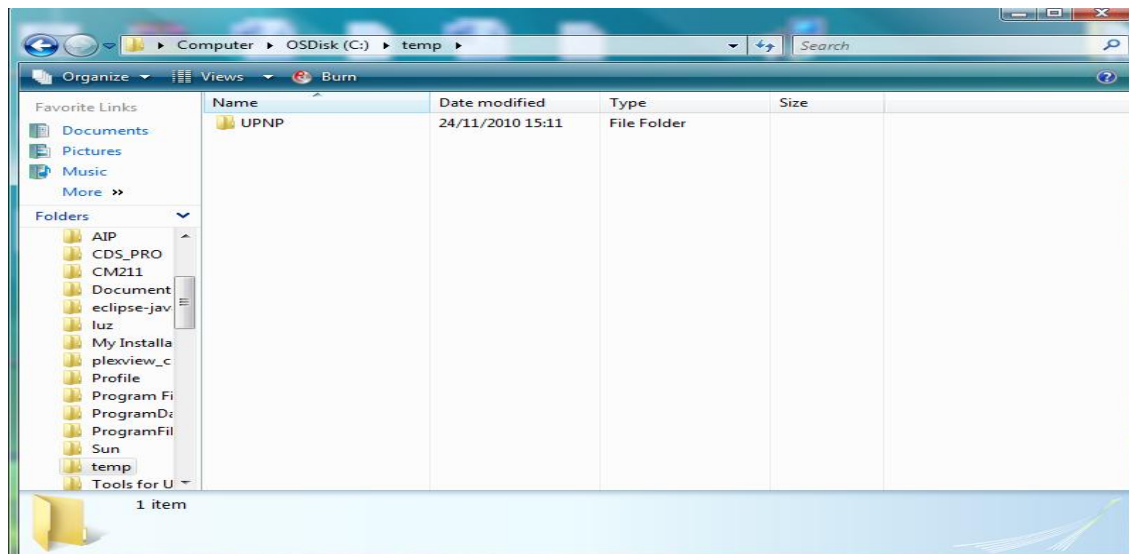 Computer ▸ OSDisk (C:) ▸ temp ▸
Search
Organize Views Burn
Favorite Links
Documents
Pictures
Music
More »
Folders
AIP
CDS_PRO
CM211
Document
eclipse-jav
luz
My Installa
plexview_c
Profile
Program Fi
ProgramDa
ProgramFil
Sun
temp
Tools for U
Name Date modified Type Size
UPNP 24/11/2010 15:11 File Folder
1 item